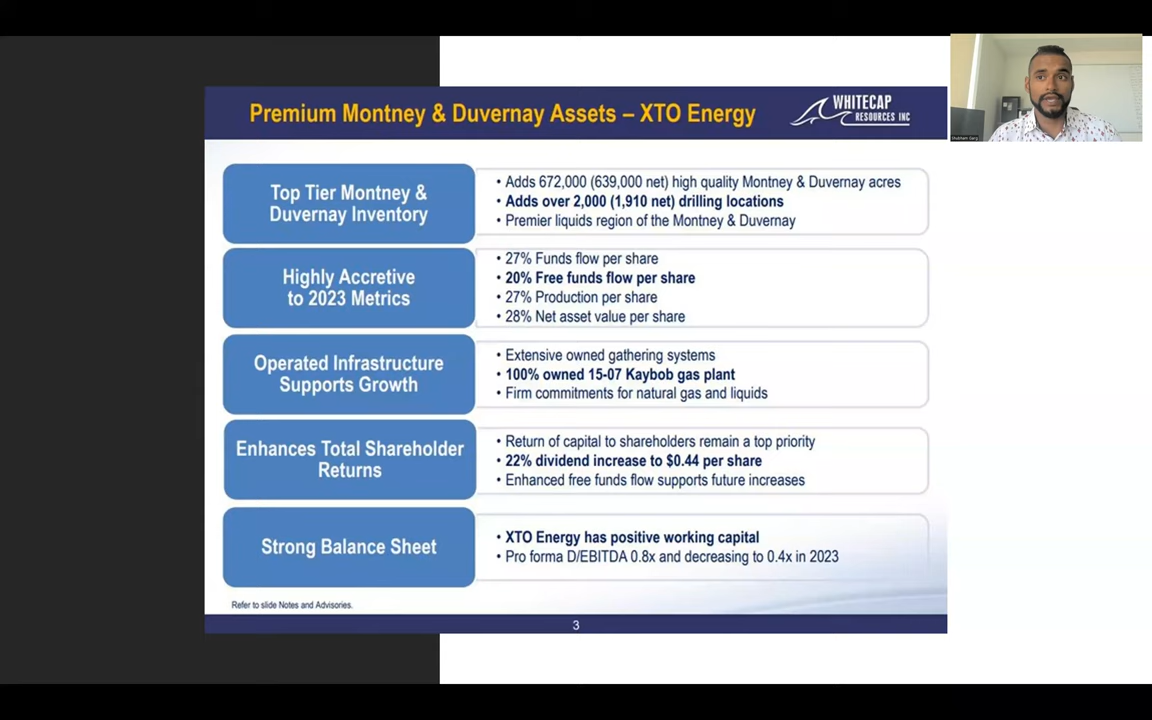 Premium Montney & Duvernay Assets – XTO Energy
WHITECAP
RESOURCES INC
Top Tier Montney &
Duvernay Inventory
• Adds 672,000 (639,000 net) high quality Montney & Duvernay acres
• Adds over 2,000 (1,910 net) drilling locations
• Premier liquids region of the Montney & Duvernay
Highly Accretive
to 2023 Metrics
• 27% Funds flow per share
• 20% Free funds flow per share
• 27% Production per share
• 28% Net asset value per share
Operated Infrastructure
Supports Growth
• Extensive owned gathering systems
• 100% owned 15-07 Kaybob gas plant
• Firm commitments for natural gas and liquids
Enhances Total Shareholder
Returns
• Return of capital to shareholders remain a top priority
• 22% dividend increase to $0.44 per share
• Enhanced free funds flow supports future increases
Strong Balance Sheet
• XTO Energy has positive working capital
• Pro forma D/EBITDA 0.8x and decreasing to 0.4x in 2023
Refer to slide Notes and Advisories.
3
Shubham Garg